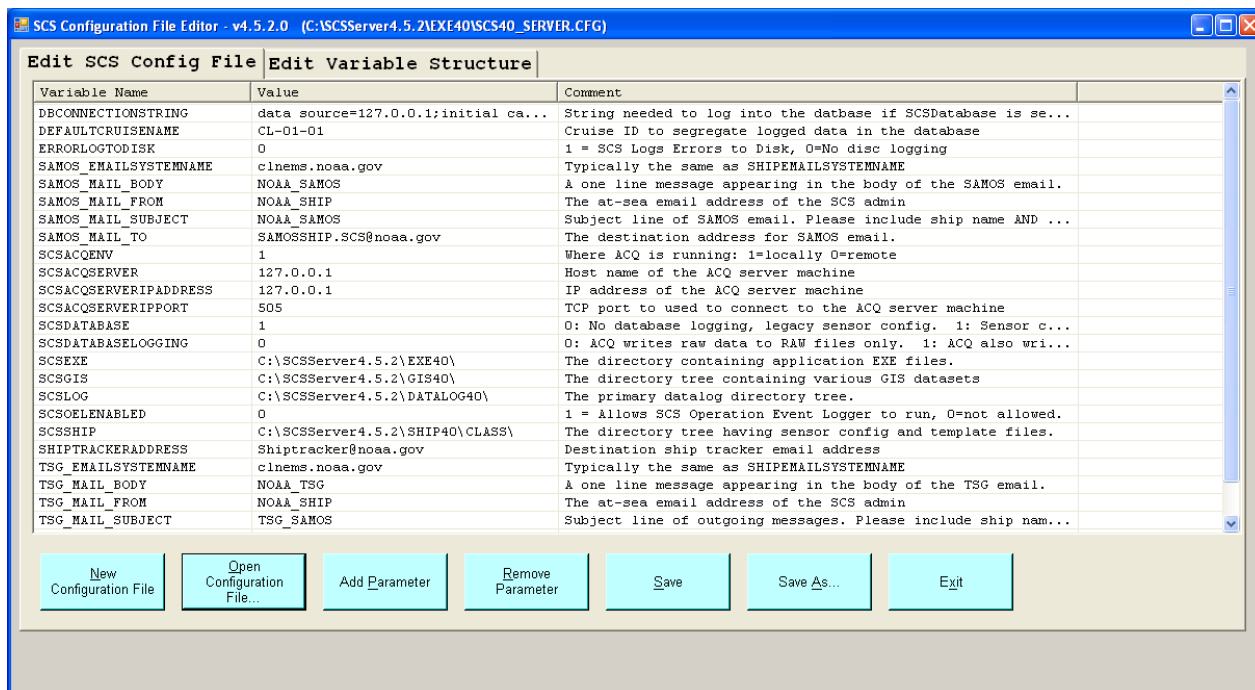 SCS Configuration File Editor - v4.5.2.0 (C:\SCSServer4.5.2\EXE40\SCS40_SERVER.CFG)
Edit SCS Config File Edit Variable Structure
Variable Name Value Comment
DBCONNECTIONSTRING data source=127.0.0.1;initial ca... String needed to log into the datbase if SCSDatabase is se...
DEFAULTCRUISENAME CL-01-01 Cruise ID to segregate logged data in the database
ERRORLOGTODISK 0 1 = SCS Logs Errors to Disk, 0=No disc logging
SAMOS_EMAILSYSTEMNAME clnems.noaa.gov Typically the same as SHIPEMAILSYSTEMNAME
SAMOS_MAIL_BODY NOAA_SAMOS A one line message appearing in the body of the SAMOS email.
SAMOS_MAIL_FROM NOAA_SHIP The at-sea email address of the SCS admin
SAMOS_MAIL_SUBJECT NOAA_SAMOS Subject line of SAMOS email. Please include ship name AND ...
SAMOS_MAIL_TO SAMOSSHIP.SCS@noaa.gov The destination address for SAMOS email.
SCSACQENV 1 Where ACQ is running: 1=locally 0=remote
SCSACQSERVER 127.0.0.1 Host name of the ACQ server machine
SCSACQSERVERIPADDRESS 127.0.0.1 IP address of the ACQ server machine
SCSACQSERVERIPPORT 505 TCP port to used to connect to the ACQ server machine
SCSDATABASE 1 0: No database logging, legacy sensor config. 1: Sensor c...
SCSDATABASELOGGING 0 0: ACQ writes raw data to RAW files only. 1: ACQ also wri...
SCSEXE C:\SCSServer4.5.2\EXE40\ The directory containing application EXE files.
SCSGIS C:\SCSServer4.5.2\GIS40\ The directory tree containing various GIS datasets
SCSLOG C:\SCSServer4.5.2\DATALOG40\ The primary datalog directory tree.
SCSOELENABLED 0 1 = Allows SCS Operation Event Logger to run, 0=not allowed.
SCSSHIP C:\SCSServer4.5.2\SHIP40\CLASS\ The directory tree having sensor config and template files.
SHIPTRACKERADDRESS Shiptracker@noaa.gov Destination ship tracker email address
TSG_EMAILSYSTEMNAME clnems.noaa.gov Typically the same as SHIPEMAILSYSTEMNAME
TSG_MAIL_BODY NOAA_TSG A one line message appearing in the body of the TSG email.
TSG_MAIL_FROM NOAA_SHIP The at-sea email address of the SCS admin
TSG_MAIL_SUBJECT TSG_SAMOS Subject line of outgoing messages. Please include ship nam...
New
Configuration File
Open
Configuration
File...
Add Parameter
Remove
Parameter
Save
Save As...
Exit